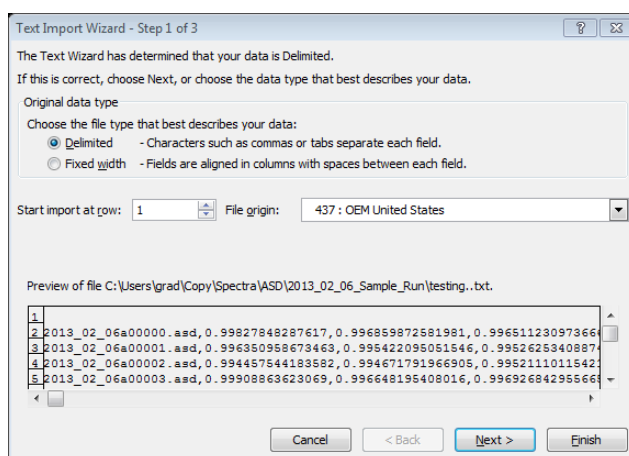 Text Import Wizard - Step 1 of 3
The Text Wizard has determined that your data is Delimited.
If this is correct, choose Next, or choose the data type that best describes your data.
Original data type
Choose the file type that best describes your data:
Delimited - Characters such as commas or tabs separate each field.
Fixed width - Fields are aligned in columns with spaces between each field.
Start import at row: 1 File origin: 437 : OEM United States
Preview of file C:\Users\grad\Copy\Spectra\ASD\2013_02_06_Sample_Run\testing..txt.
1
2 2013_02_06a00000.asd,0.99827848287617,0.996859872581981,0.99651123097366
3 2013_02_06a00001.asd,0.996350958673463,0.995422095051546,0.99526253408874
4 2013_02_06a00002.asd,0.994457544183582,0.994671791966905,0.99521110115421
5 2013_02_06a00003.asd,0.99908863623069,0.996648195408016,0.99692684295566
Cancel < Back Next > Finish